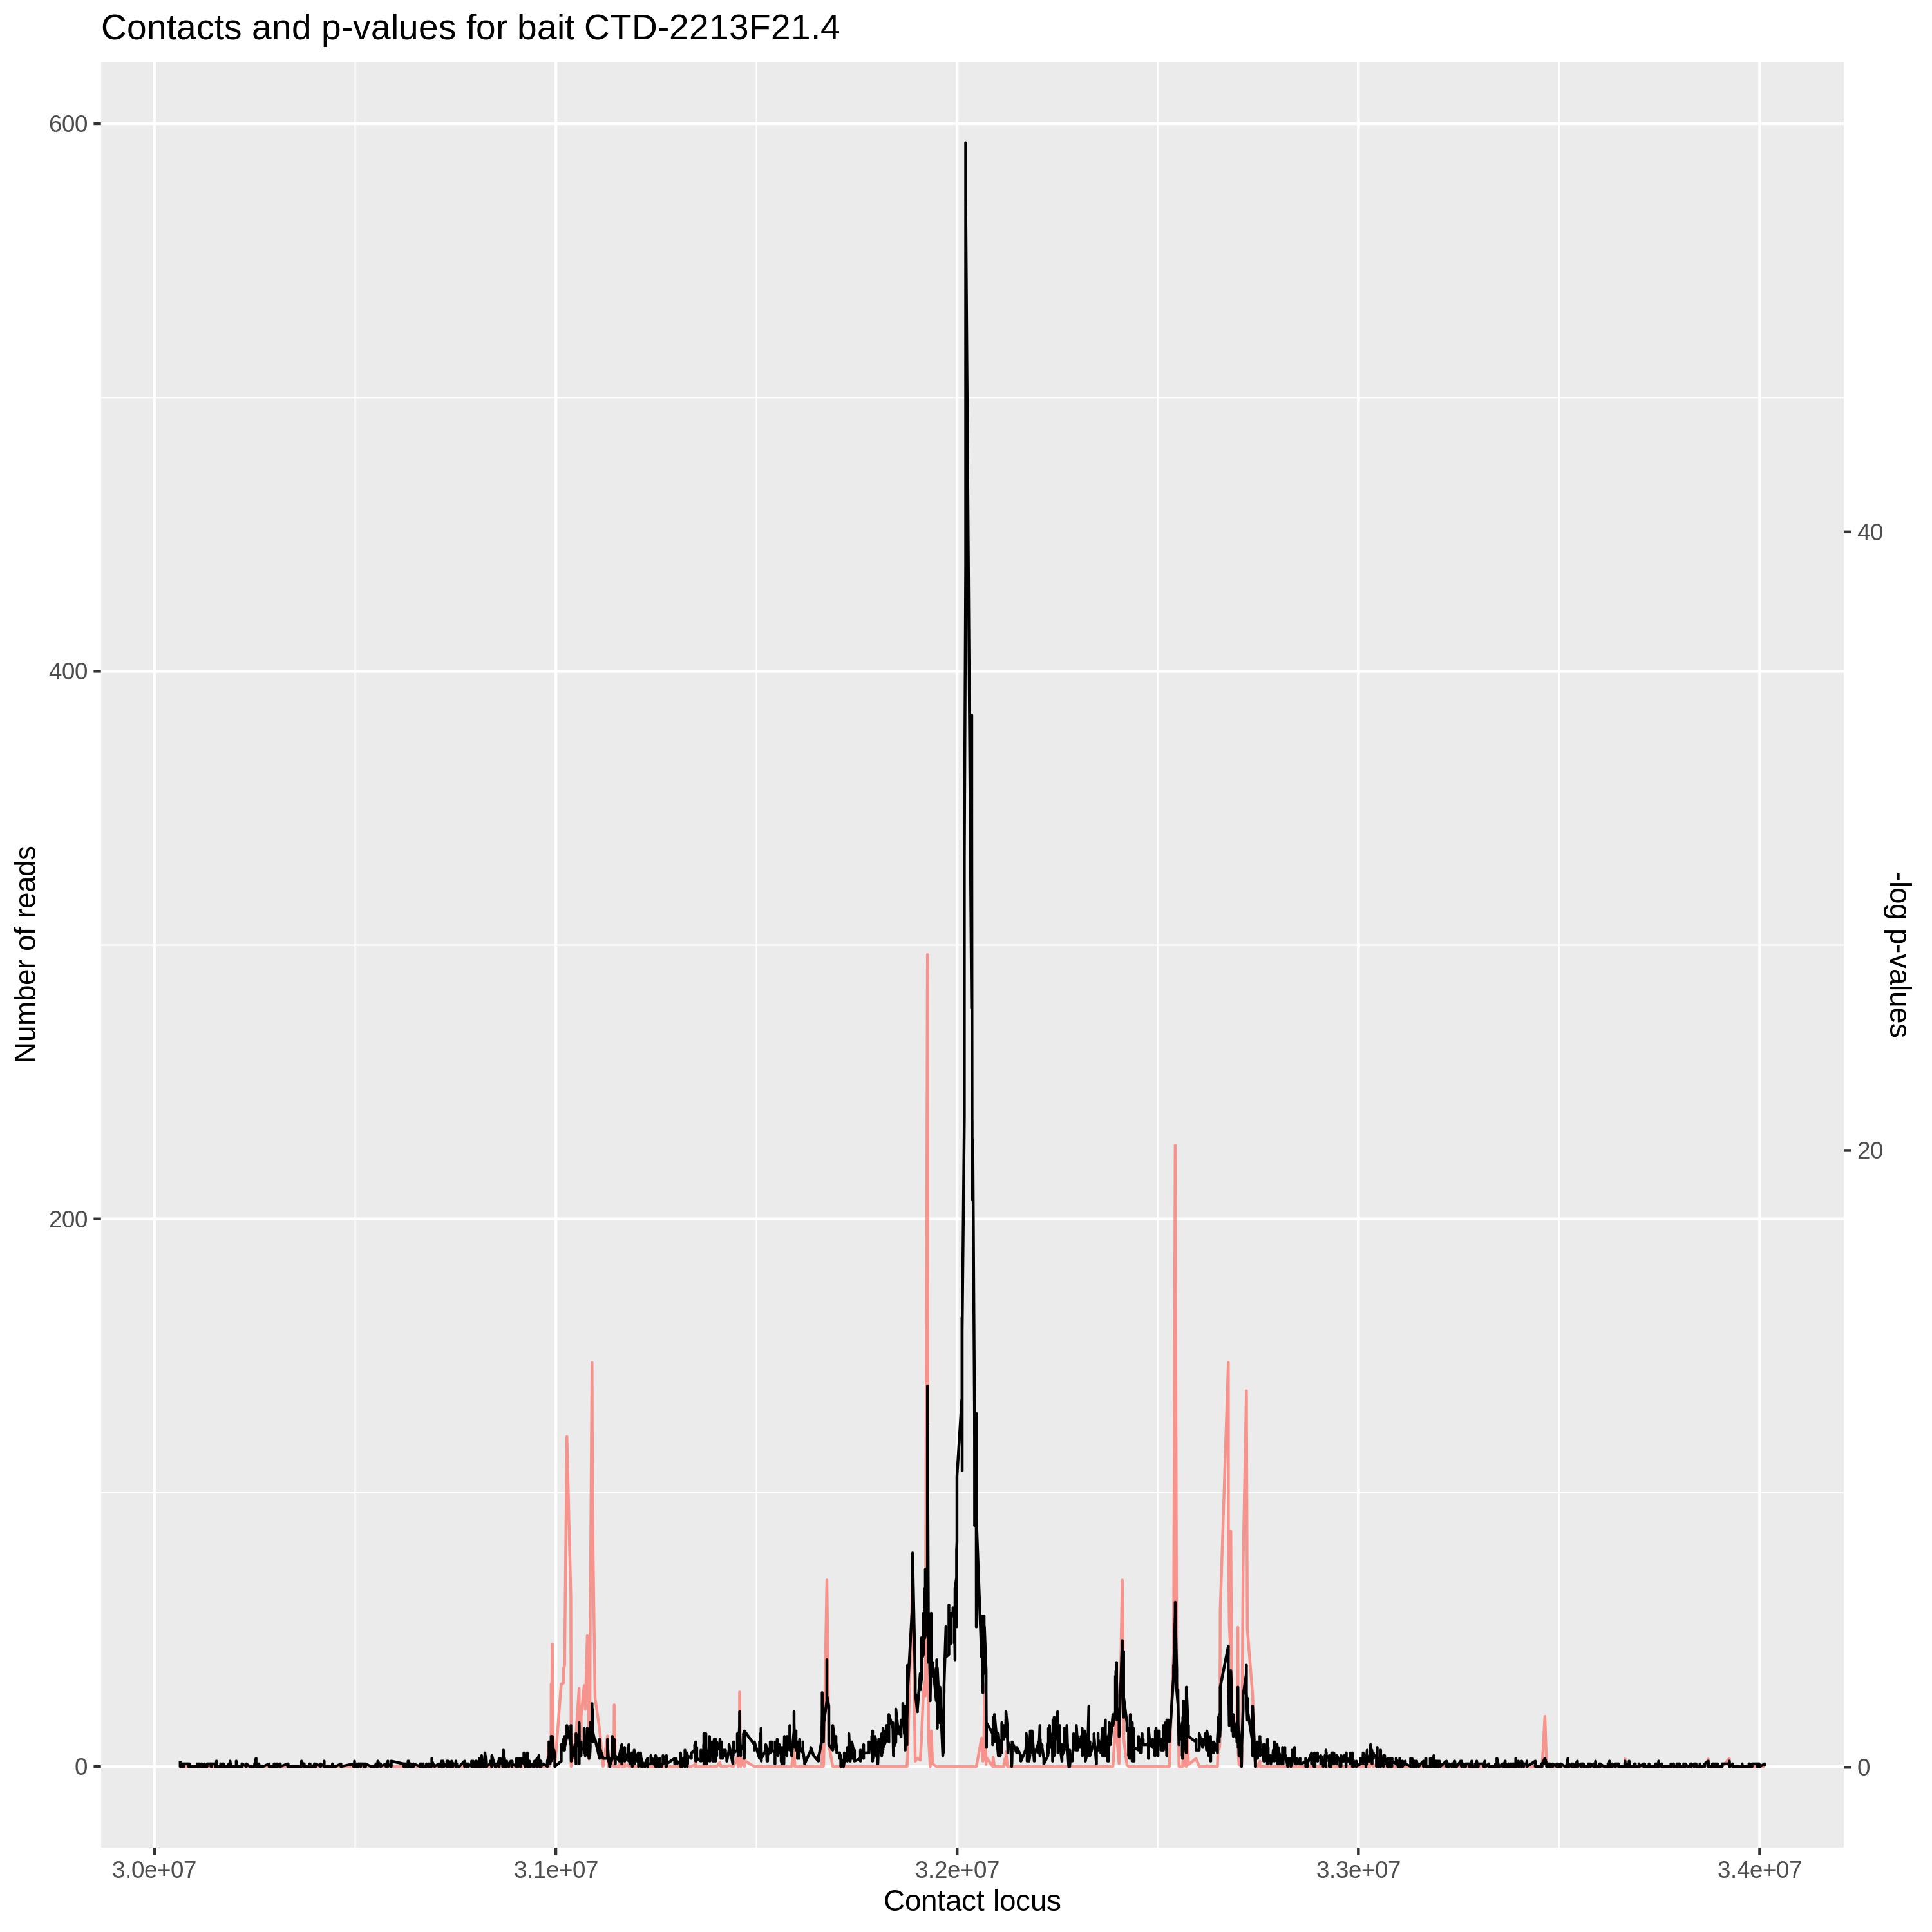 Contacts and p-values for bait CTD-2213F21.4
600
400
200
0
Number of reads
40
20
0
-log p-values
3.0e+07
3.1e+07
3.2e+07
3.3e+07
3.4e+07
Contact locus